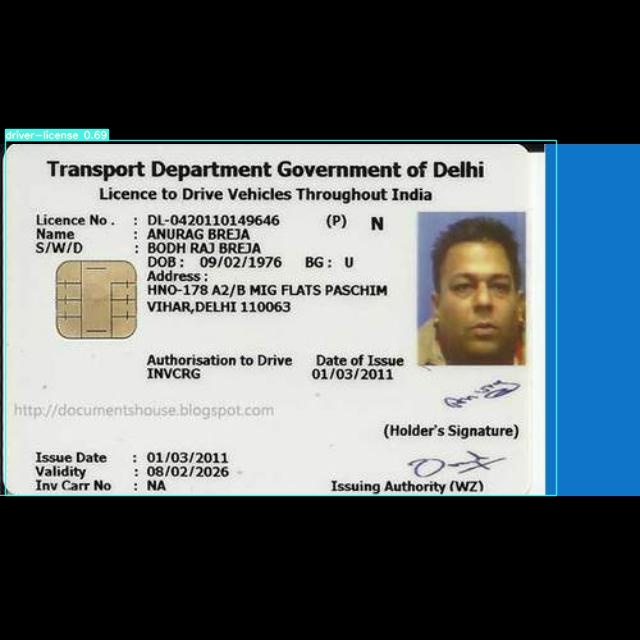 driver-license 0.69
Transport Department Government of Delhi
Licence to Drive Vehicles Throughout India
Licence No. : DL-0420110149646 (P) N
Name : ANURAG BREJA
S/W/D : BODH RAJ BREJA
DOB : 09/02/1976 BG : U
Address :
HNO-178 A2/B MIG FLATS PASCHIM
VIHAR,DELHI 110063
Authorisation to Drive Date of Issue
INVCRG 01/03/2011
http://documentshouse.blogspot.com
(Holder's Signature)
Issue Date : 01/03/2011
Validity : 08/02/2026
Inv Carr No : NA
Issuing Authority (WZ)